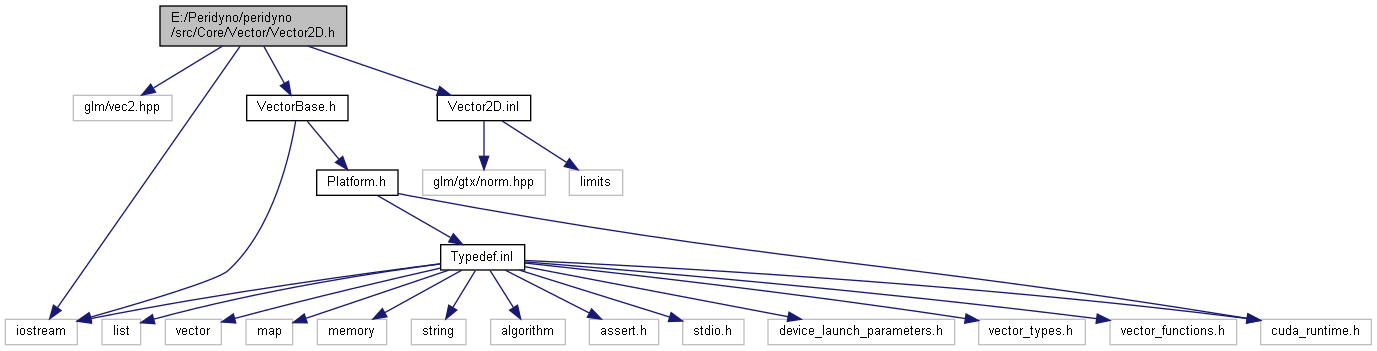 E:/Peridyno/peridyno
/src/Core/Vector/Vector2D.h
glm/vec2.hpp
VectorBase.h
Vector2D.inl
Platform.h
glm/gtx/norm.hpp
limits
Typedef.inl
iostream
list
vector
map
memory
string
algorithm
assert.h
stdio.h
device_launch_parameters.h
vector_types.h
vector_functions.h
cuda_runtime.h